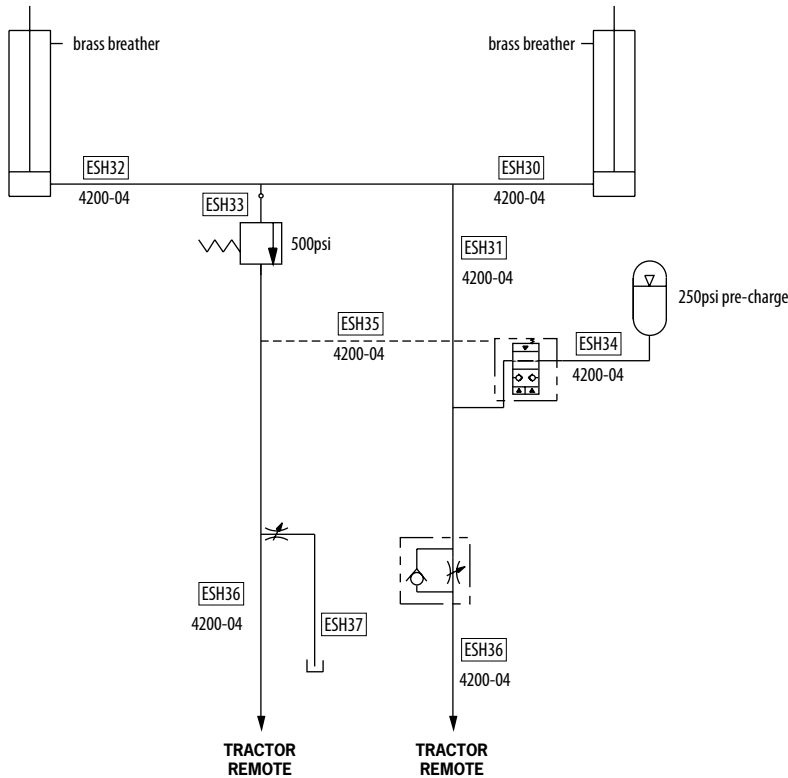 brass breather
brass breather
ESH32
ESH30
4200-04
4200-04
ESH33
500psi
ESH31
4200-04
250psi pre-charge
ESH35
ESH34
4200-04
4200-04
ESH36
4200-04
ESH37
ESH36
4200-04
TRACTOR
REMOTE
TRACTOR
REMOTE